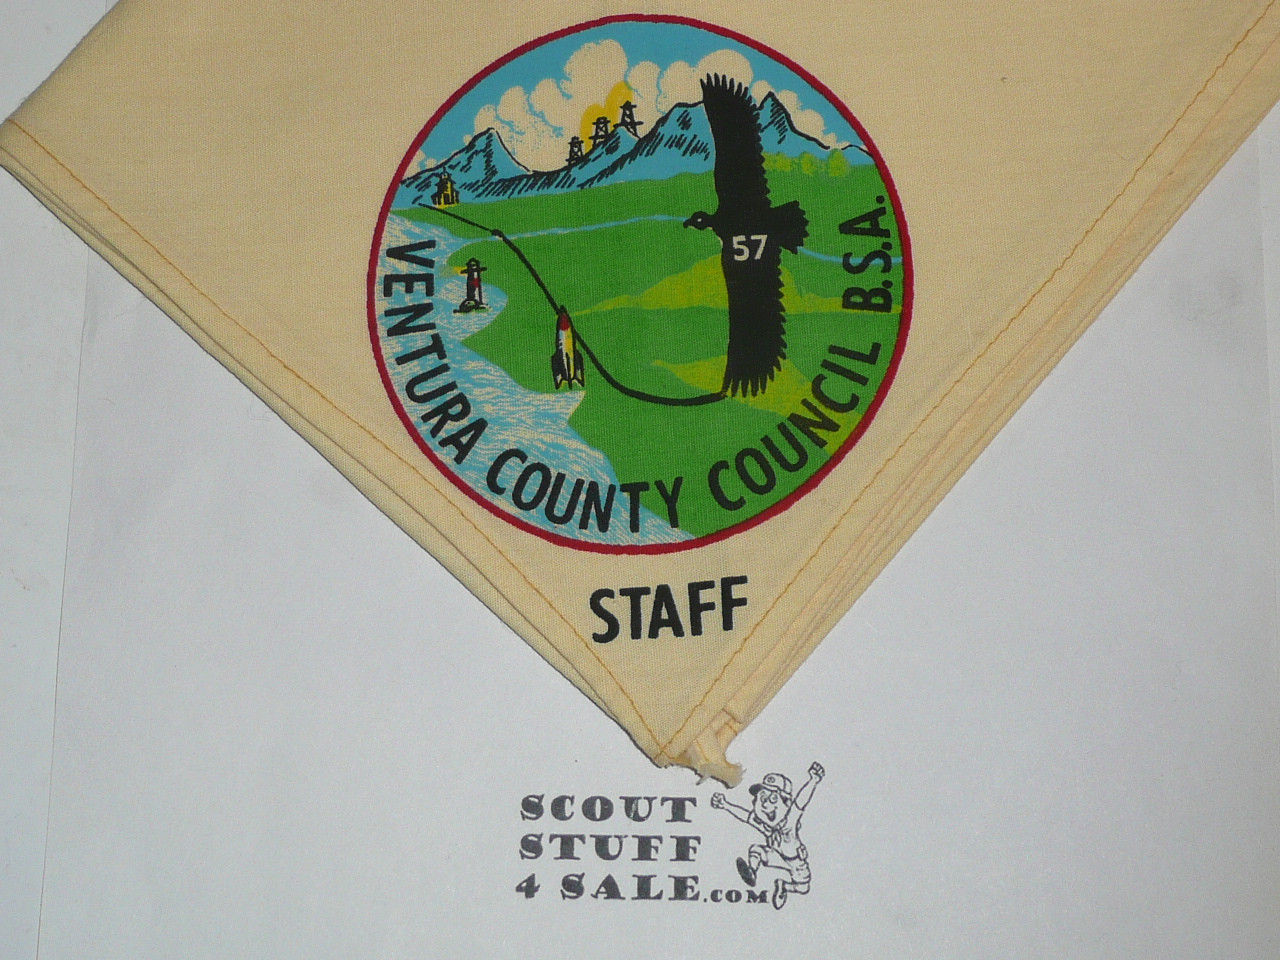 57
VENTURA COUNTY COUNCIL B.S.A.
STAFF
SCOUT
STUFF
4 SALE.COM